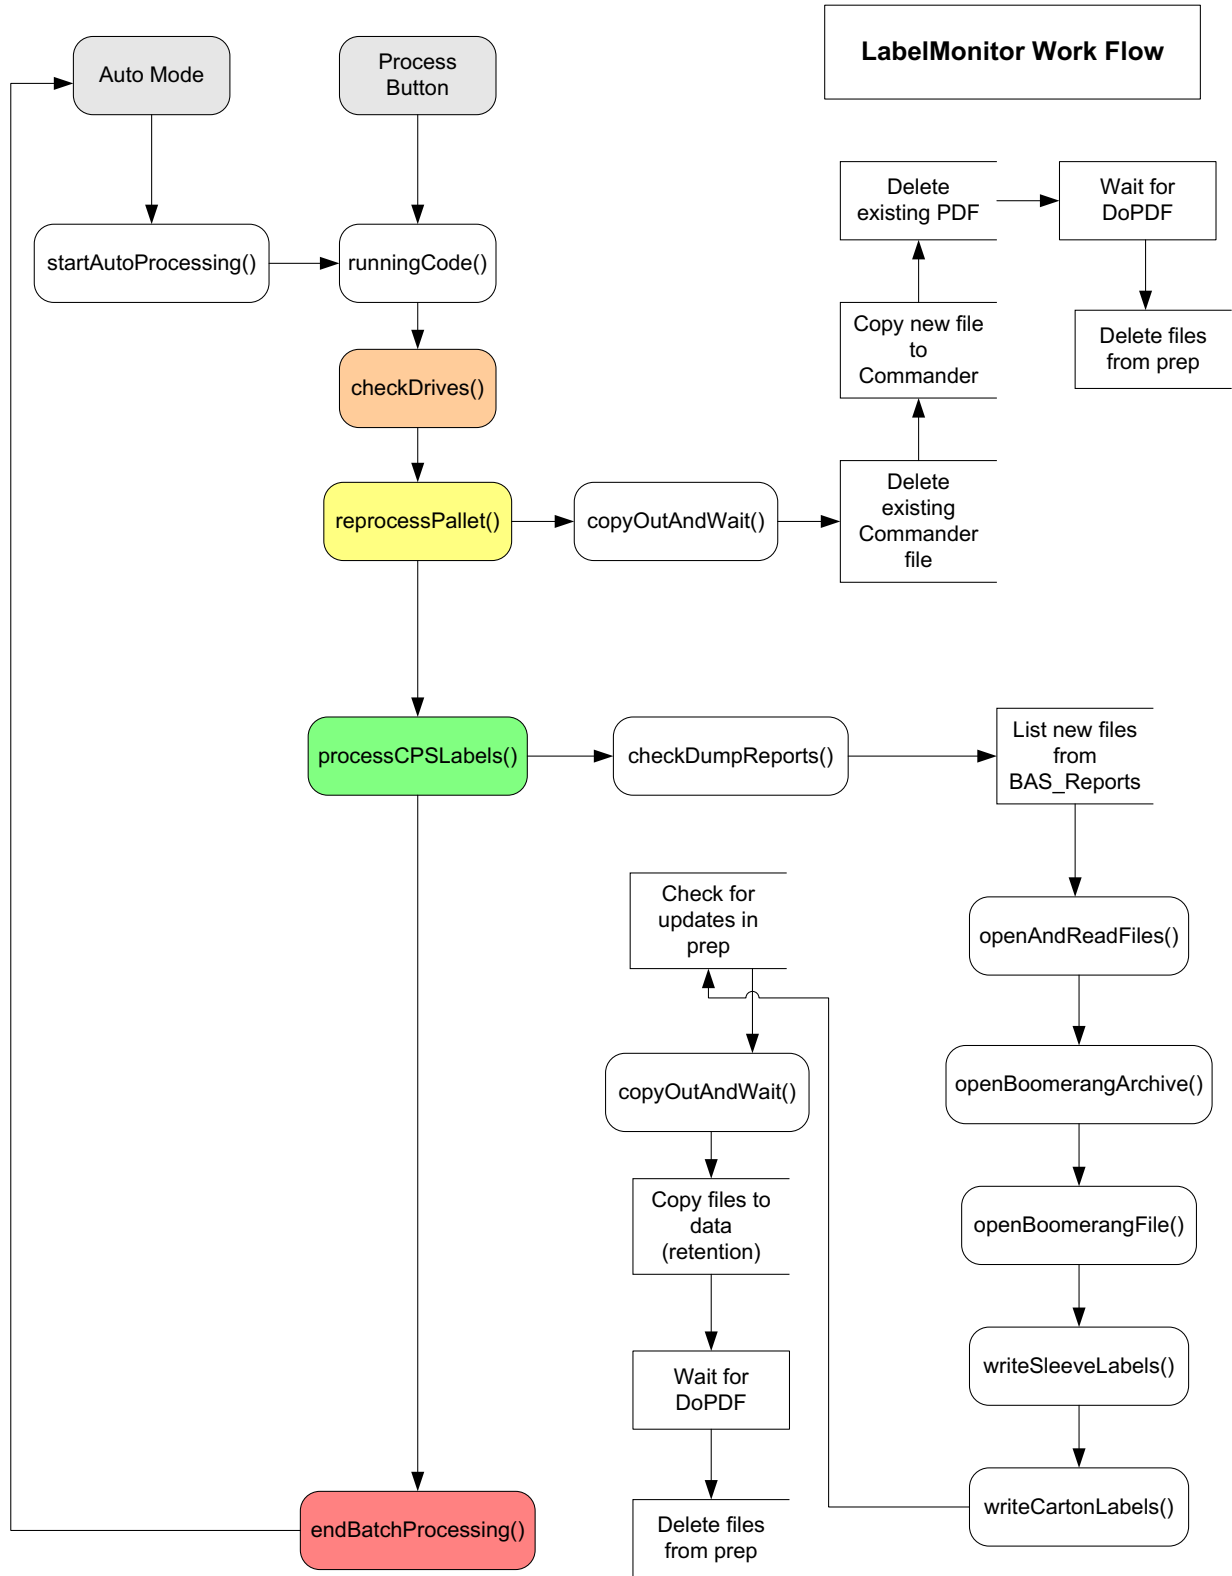 LabelMonitor Work Flow
Auto Mode
Process
Button
startAutoProcessing()
runningCode()
checkDrives()
reprocessPallet()
copyOutAndWait()
Delete
existing
Commander
file
Copy new file
to
Commander
Delete
existing PDF
Wait for
DoPDF
Delete files
from prep
processCPSLabels()
checkDumpReports()
List new files
from
BAS_Reports
openAndReadFiles()
openBoomerangArchive()
openBoomerangFile()
writeSleeveLabels()
writeCartonLabels()
Check for
updates in
prep
copyOutAndWait()
Copy files to
data
(retention)
Wait for
DoPDF
Delete files
from prep
endBatchProcessing()